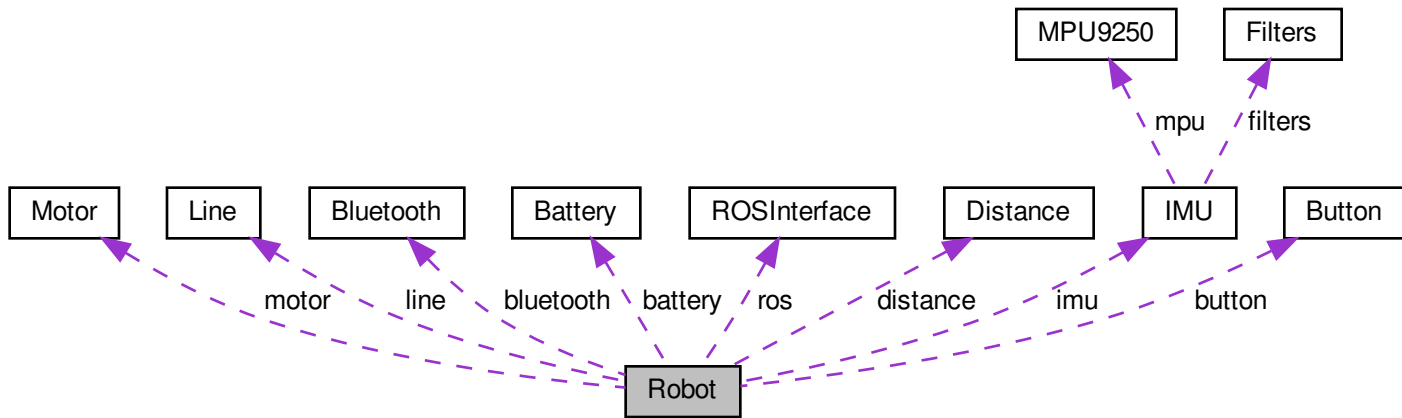 MPU9250
Filters
mpu
filters
Motor
Line
Bluetooth
Battery
ROSInterface
Distance
IMU
Button
motor
line
bluetooth
battery
ros
distance
imu
button
Robot